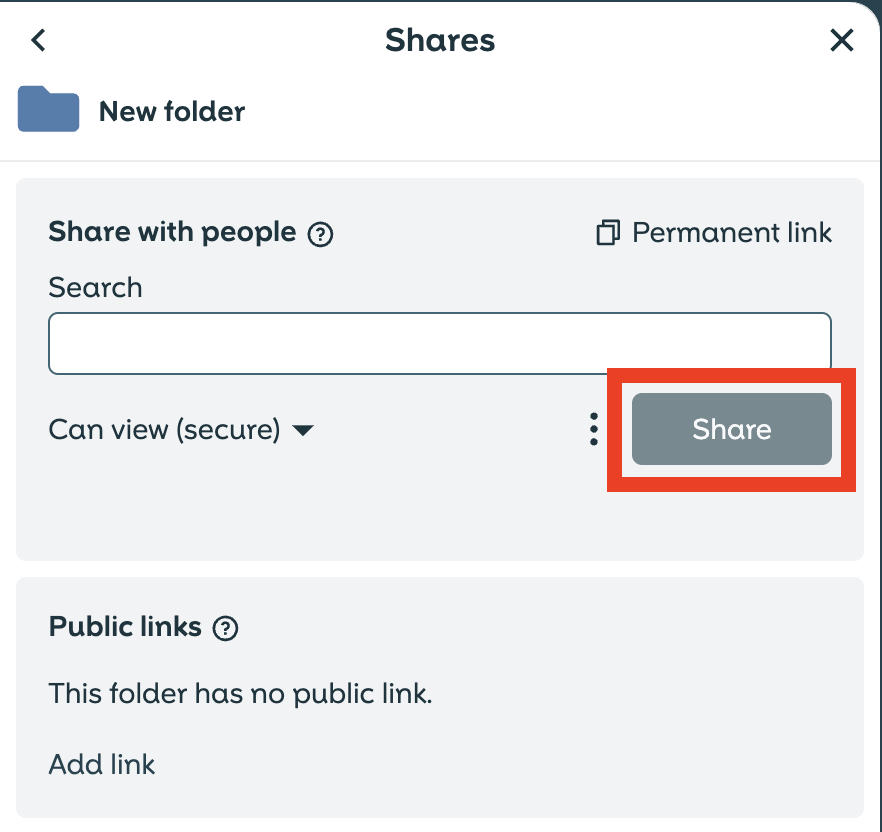 Shares
New folder
Share with people
Permanent link
Search
Can view (secure)
Share
Public links
This folder has no public link.
Add link